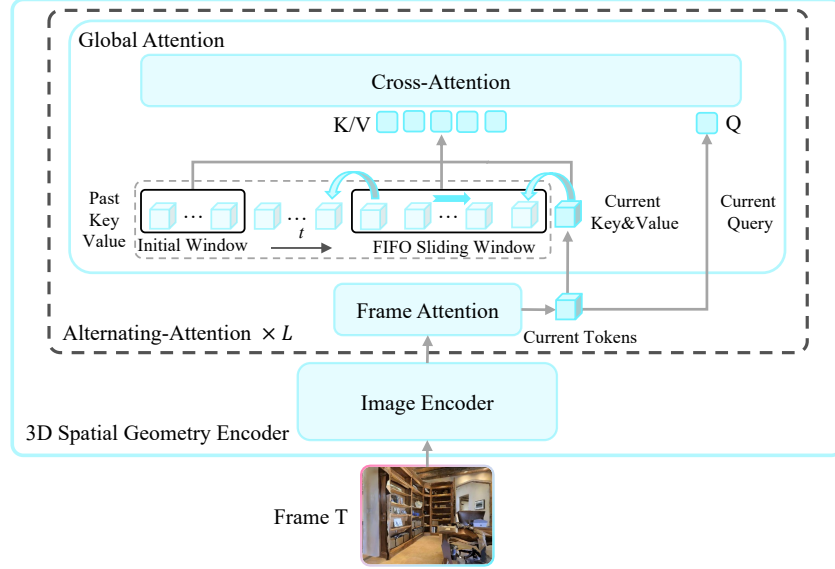 Global Attention
Cross-Attention
K/V
Q
Past
Key
Value
...
...
...
t
Initial Window
FIFO Sliding Window
Current
Key&Value
Current
Query
Frame Attention
Current Tokens
Alternating-Attention × L
Image Encoder
3D Spatial Geometry Encoder
Frame T